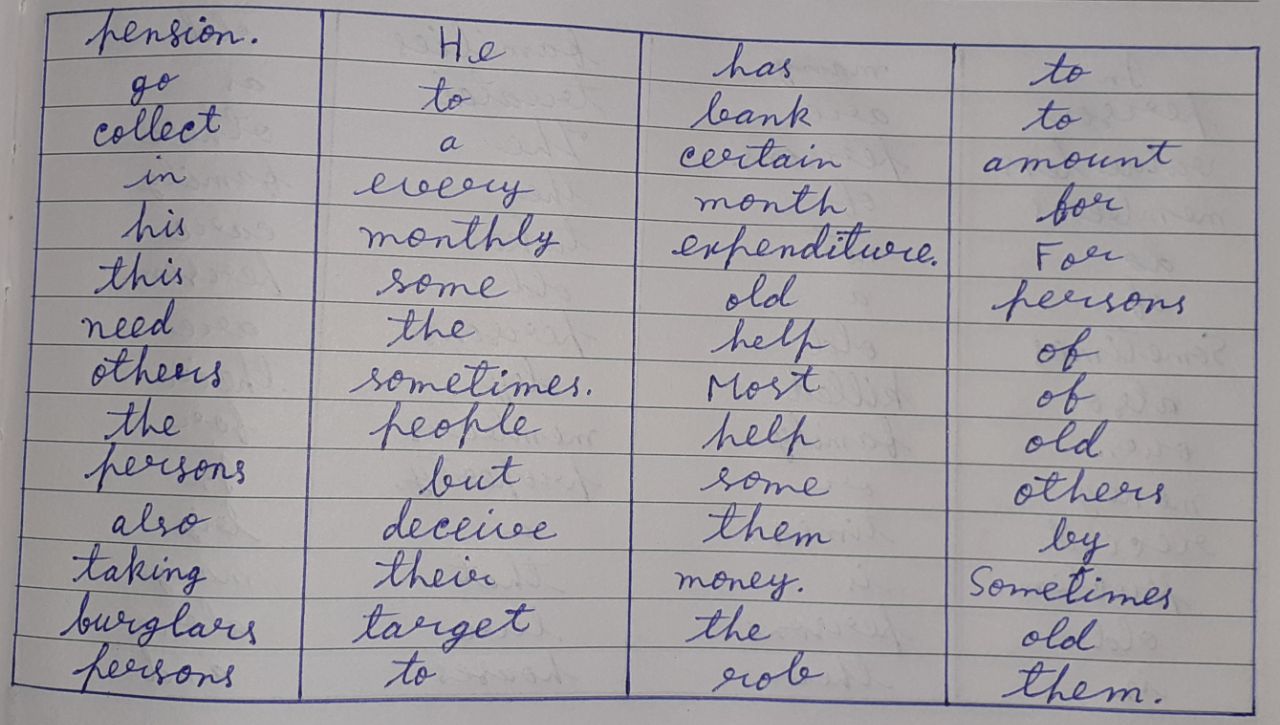 pension. He has to
go to bank to
collect a certain amount
in every month for
his monthly expenditure. For
this some old persons
need the help of
others sometimes. Most of
the people help old
persons but some others
also deceive them by
taking their money. Sometimes
burglars target the old
persons to rob them.